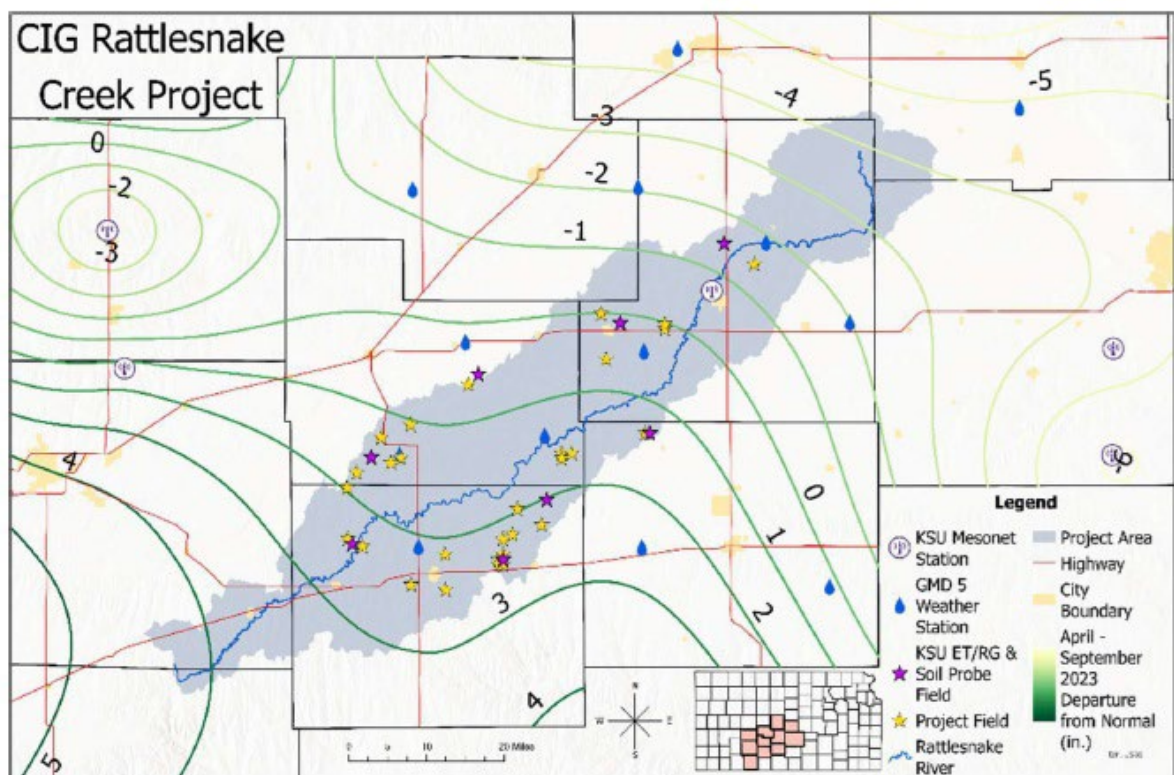 CIG Rattlesnake
Creek Project
-5
-4
-3
0
-2
-2
-1
-3
4
-6
0
1
2
3
4
5
N
W
E
S
0
10
20 Miles
Legend
KSU Mesonet
Station
GMD 5
Weather
Station
KSU ET/RG &
Soil Probe
Field
Project Field
Rattlesnake
River
Project Area
Highway
City
Boundary
April -
September
2023
Departure
from Normal
(in.)